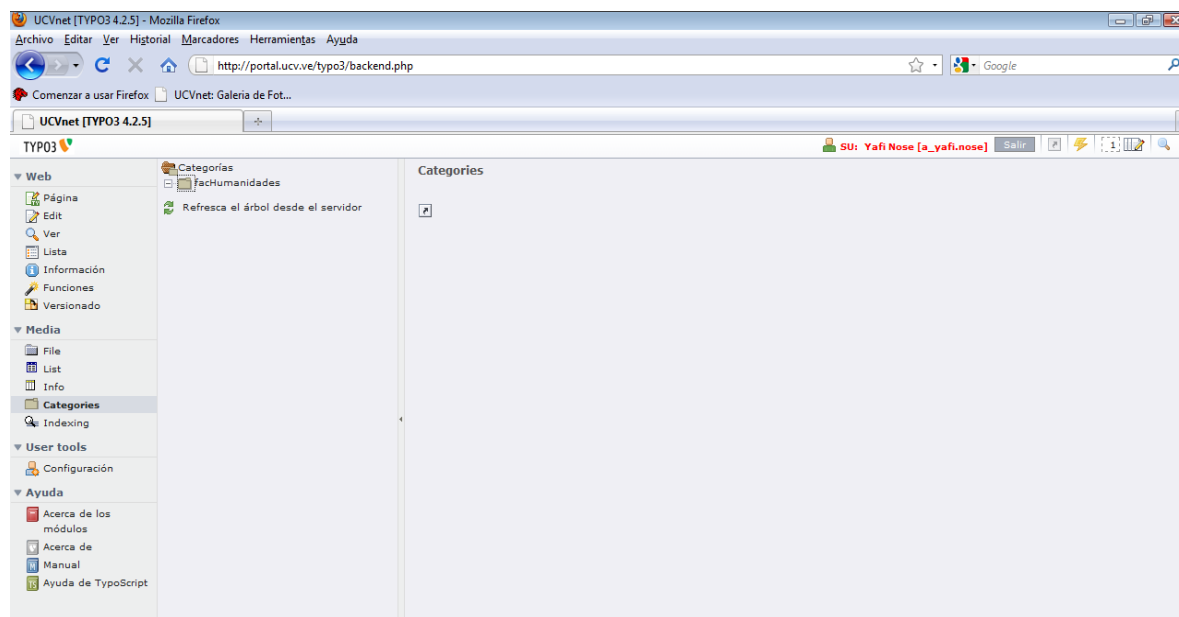 UCVnet [TYPO3 4.2.5] - Mozilla Firefox
Archivo Editar Ver Historial Marcadores Herramientas Ayuda
http://portal.ucv.ve/typo3/backend.php
Google
Comenzar a usar Firefox UCVnet: Galeria de Fot...
UCVnet [TYPO3 4.2.5]
TYPO3
SU: Yafi Nose [a_yafi.nose] Salir 1
Web
Página
Edit
Ver
Lista
Información
Funciones
Versionado
Media
File
List
Info
Categories
Indexing
User tools
Configuración
Ayuda
Acerca de los
módulos
Acerca de
Manual
Ayuda de TypoScript
Categorías
facHumanidades
Refresca el árbol desde el servidor
Categories